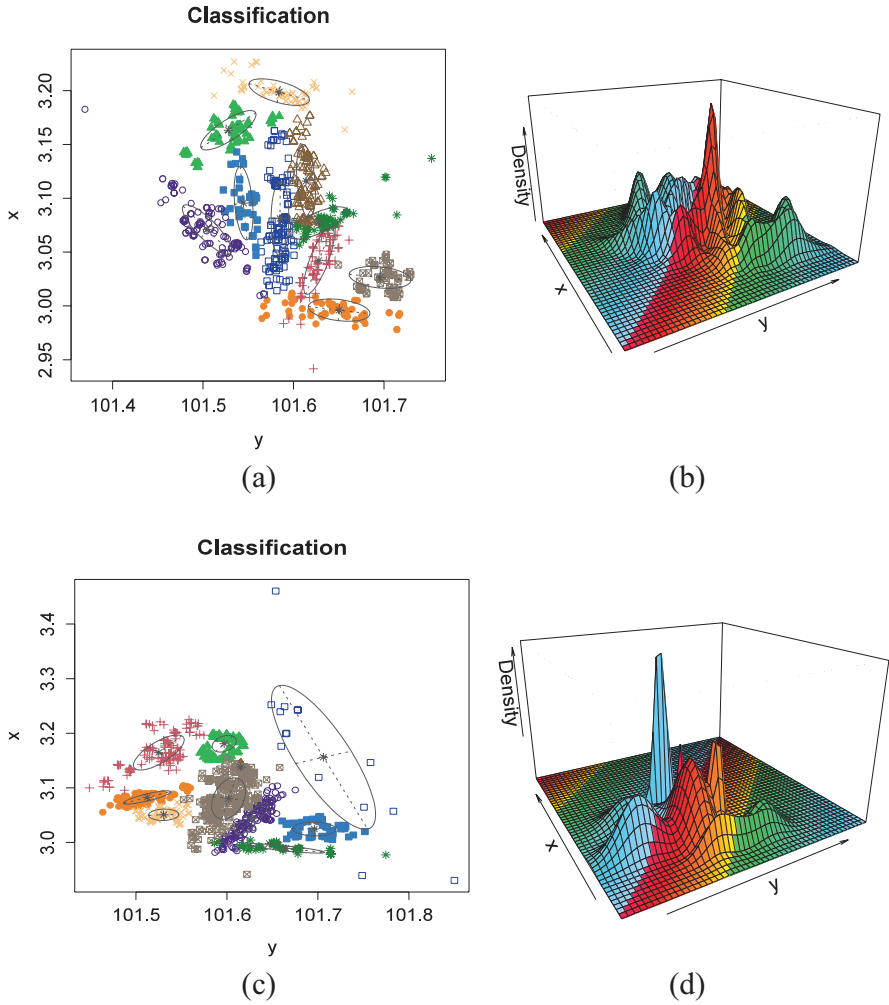 Classification
x
2.95 3.00 3.05 3.10 3.15 3.20
101.4 101.5 101.6 101.7
y
(a)
Density
x
y
(b)
Classification
x
3.0 3.1 3.2 3.3 3.4
101.5 101.6 101.7 101.8
y
(c)
Density
x
y
(d)